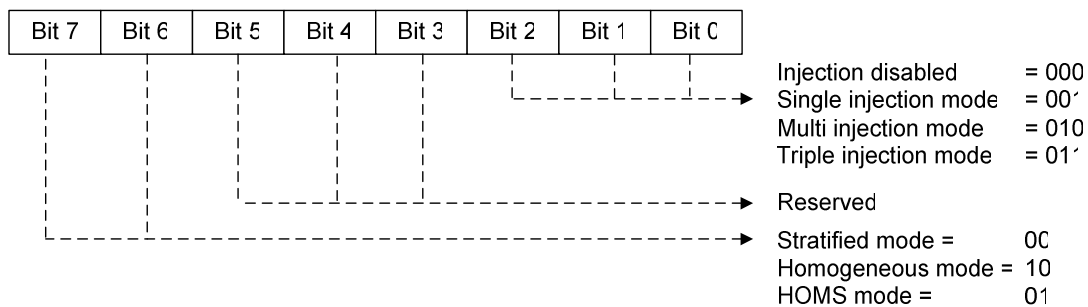 Bit 7 Bit 6 Bit 5 Bit 4 Bit 3 Bit 2 Bit 1 Bit 0
Injection disabled = 000
Single injection mode = 001
Multi injection mode = 010
Triple injection mode = 011
Reserved
Stratified mode = 00
Homogeneous mode = 10
HOMS mode = 01